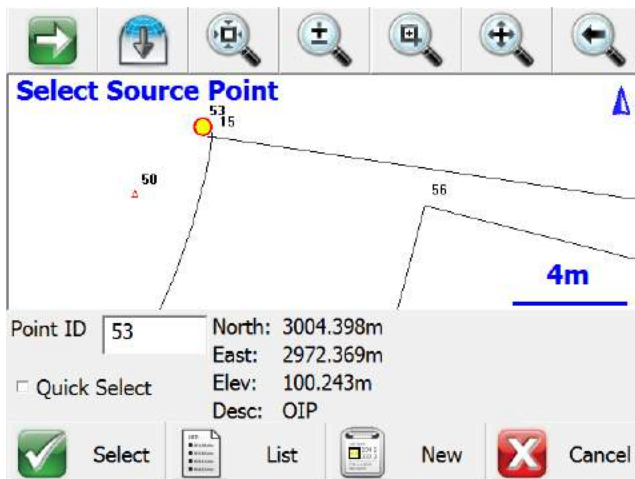 Select Source Point
53
15
50
56
4m
Point ID 53
North: 3004.398m
East: 2972.369m
Quick Select
Elev: 100.243m
Desc: OIP
Select
List
New
Cancel